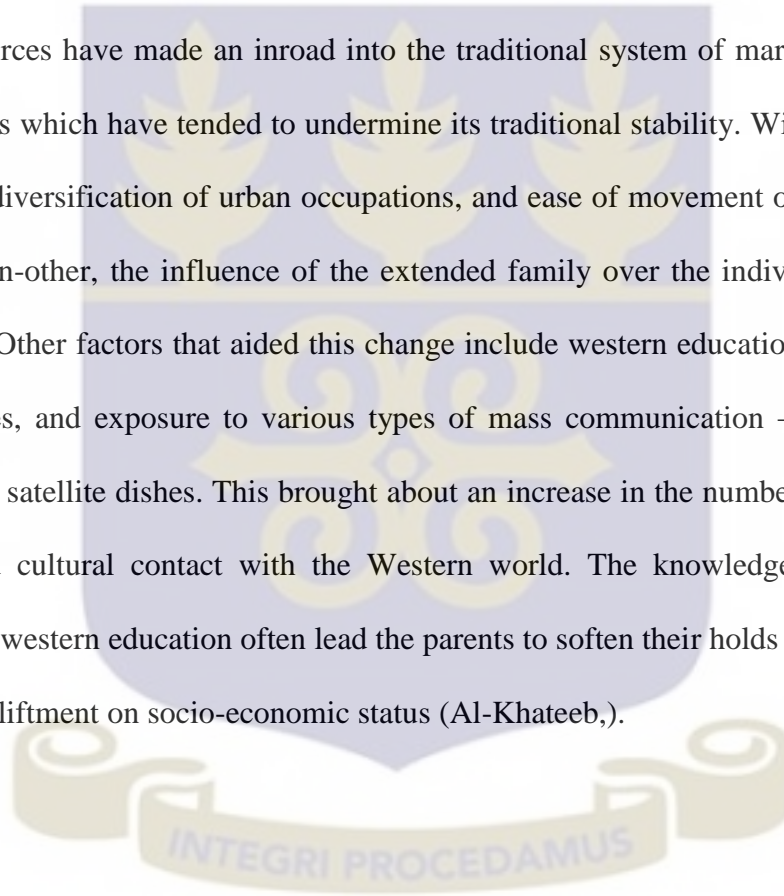 rces have made an inroad into the traditional system of mar
s which have tended to undermine its traditional stability. Wi
diversification of urban occupations, and ease of movement o
n-other, the influence of the extended family over the indiv
Other factors that aided this change include western educatio
es, and exposure to various types of mass communication –
satellite dishes. This brought about an increase in the numbe
cultural contact with the Western world. The knowledge
western education often lead the parents to soften their holds
liftment on socio-economic status (Al-Khateeb,).
INTEGRI PROCEDAMUS